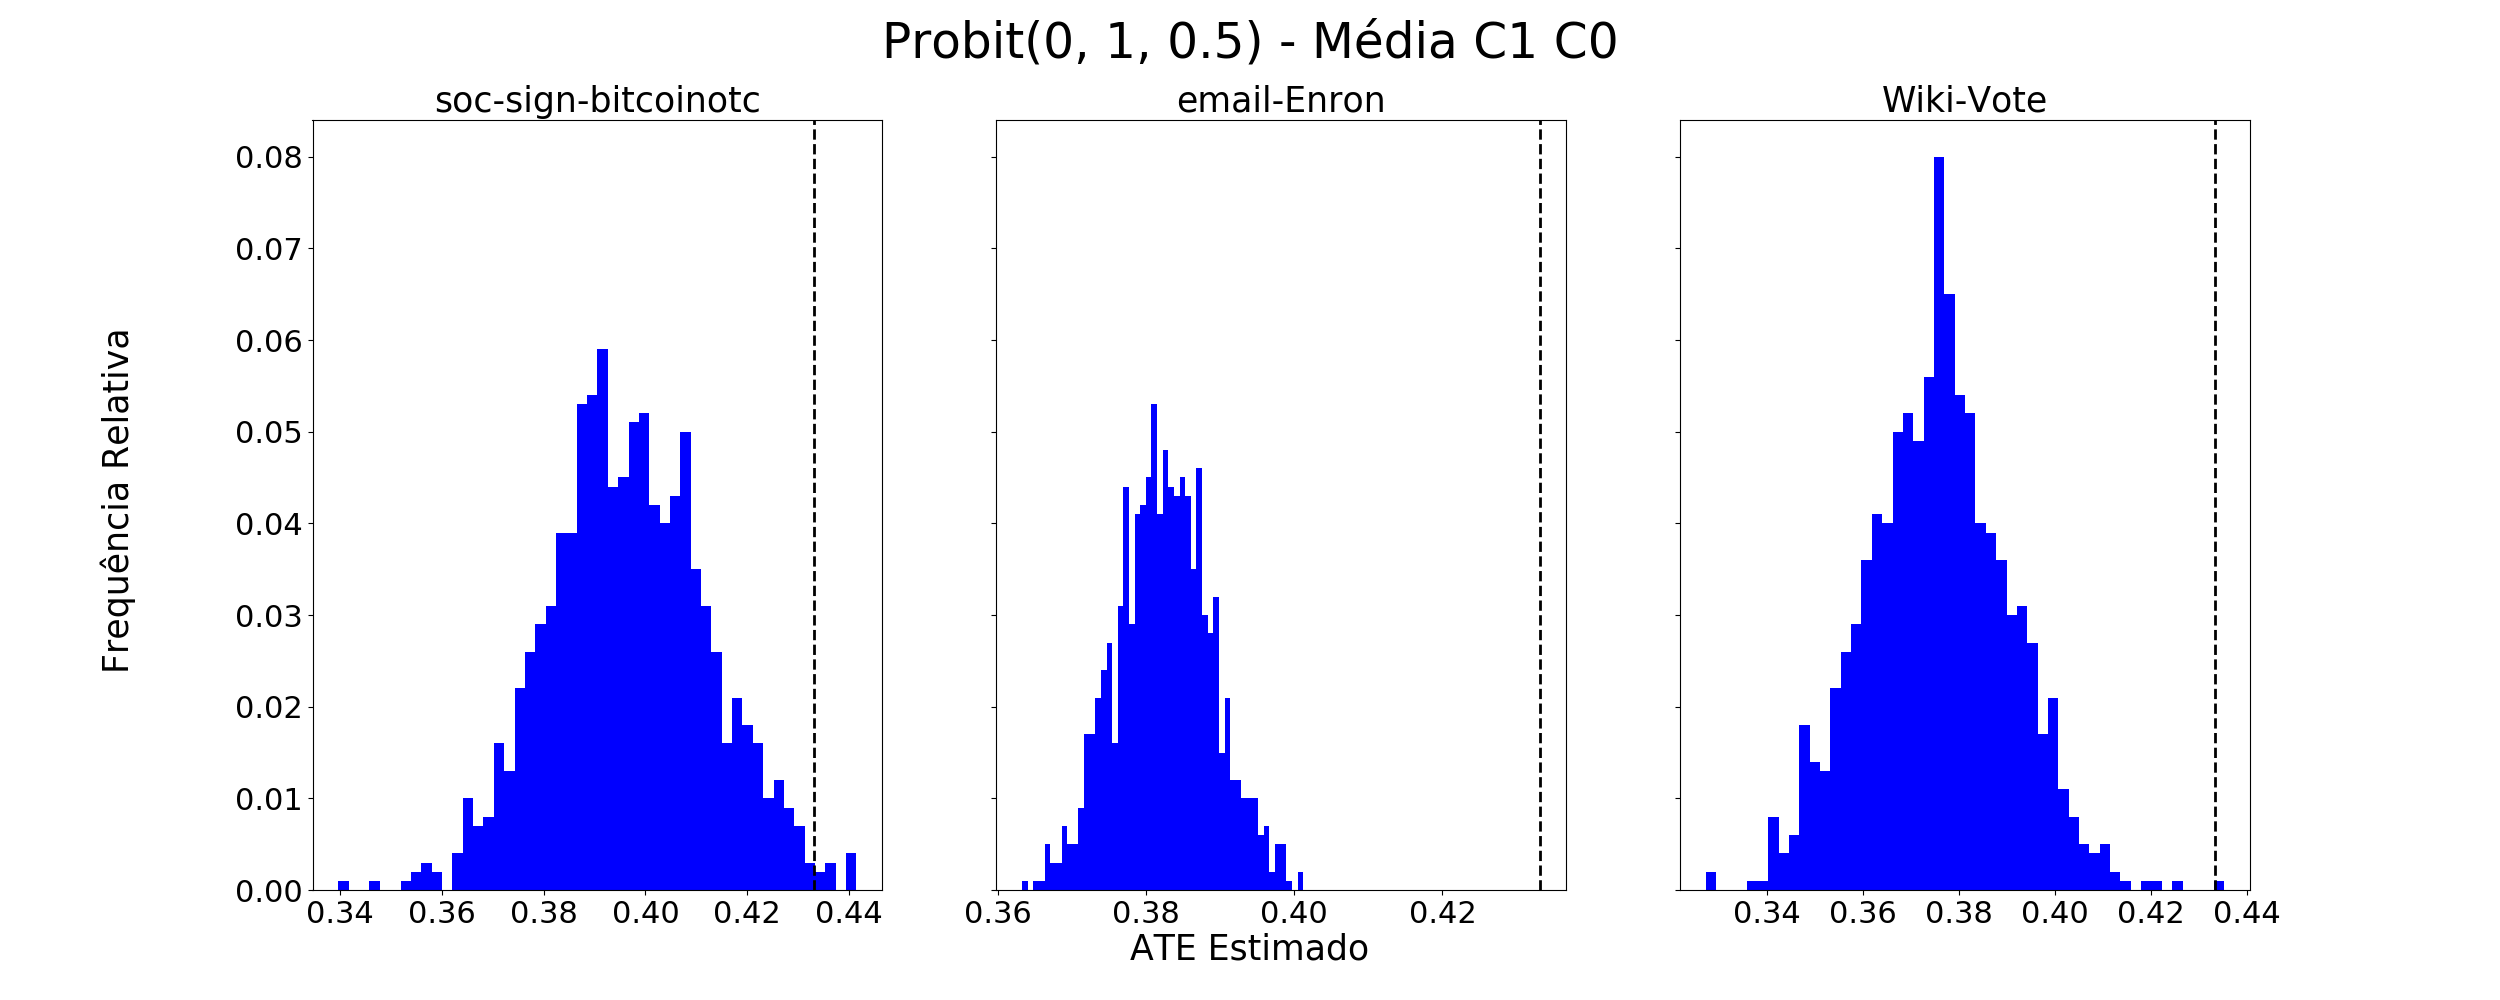 Probit(0, 1, 0.5) - Média C1 C0
soc-sign-bitcoinotc
email-Enron
Wiki-Vote
Frequência Relativa
0.08
0.07
0.06
0.05
0.04
0.03
0.02
0.01
0.00
0.34 0.36 0.38 0.40 0.42 0.44
0.36 0.38 0.40 0.42
0.34 0.36 0.38 0.40 0.42 0.44
ATE Estimado